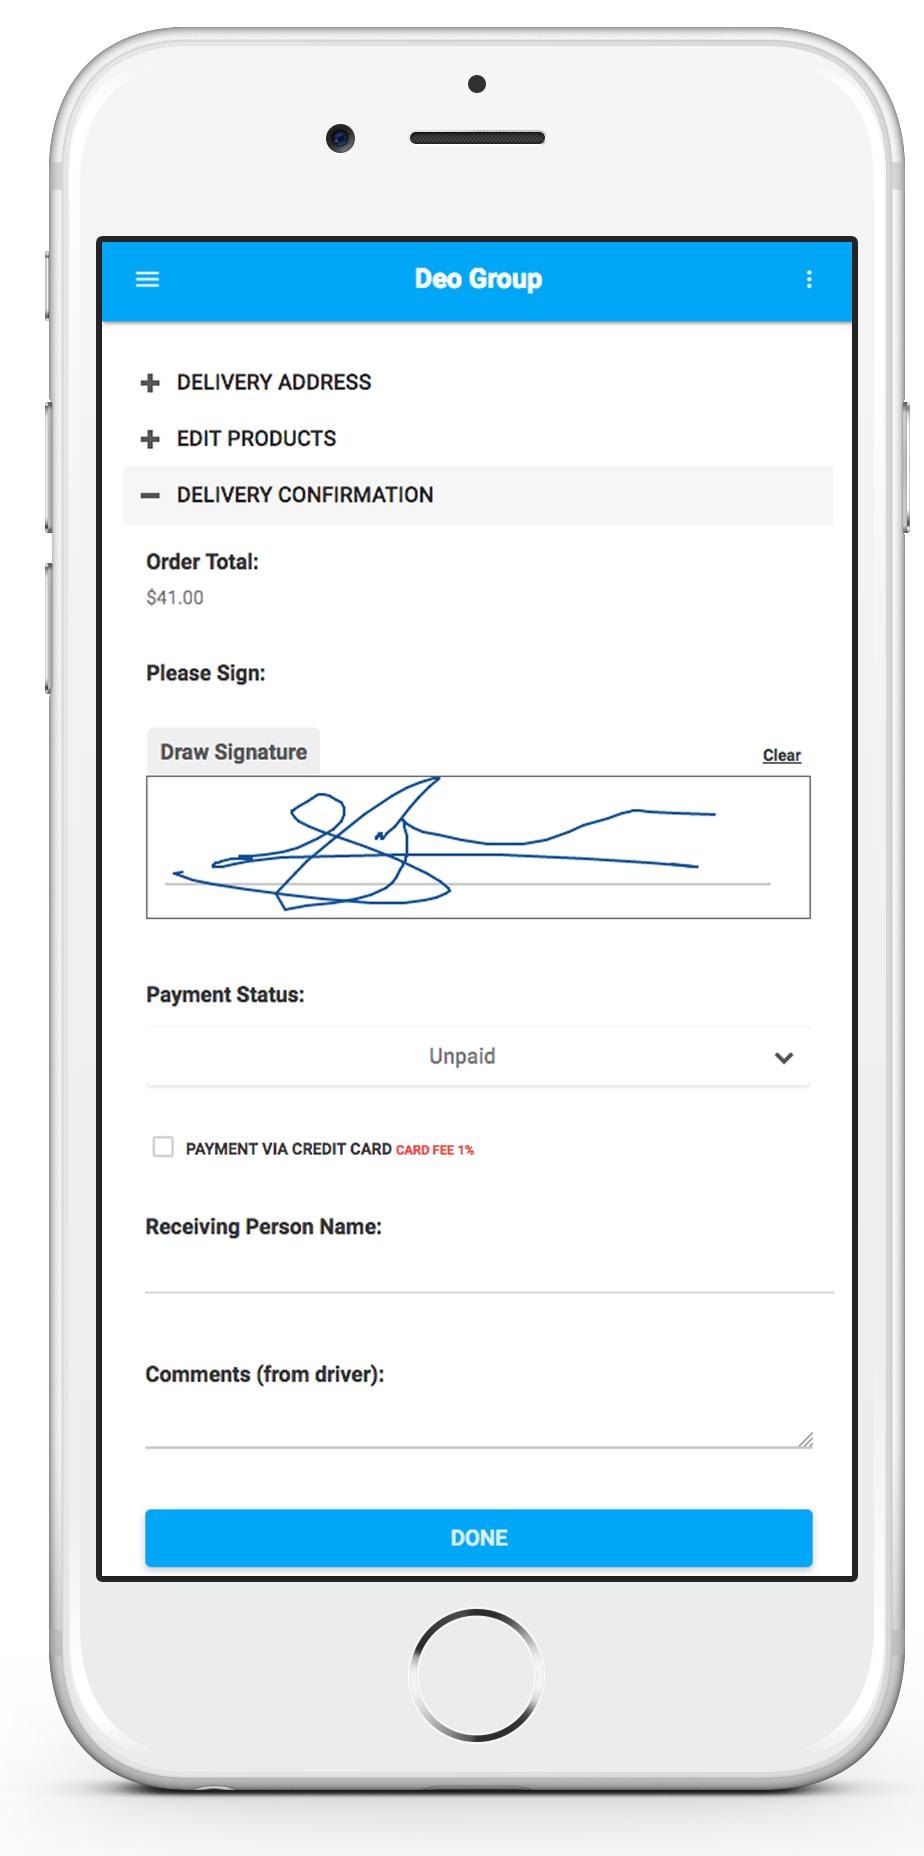 Deo Group
DELIVERY ADDRESS
EDIT PRODUCTS
DELIVERY CONFIRMATION
Order Total:
$41.00
Please Sign:
Draw Signature
Clear
Payment Status:
Unpaid
PAYMENT VIA CREDIT CARD CARD FEE 1%
Receiving Person Name:
Comments (from driver):
DONE